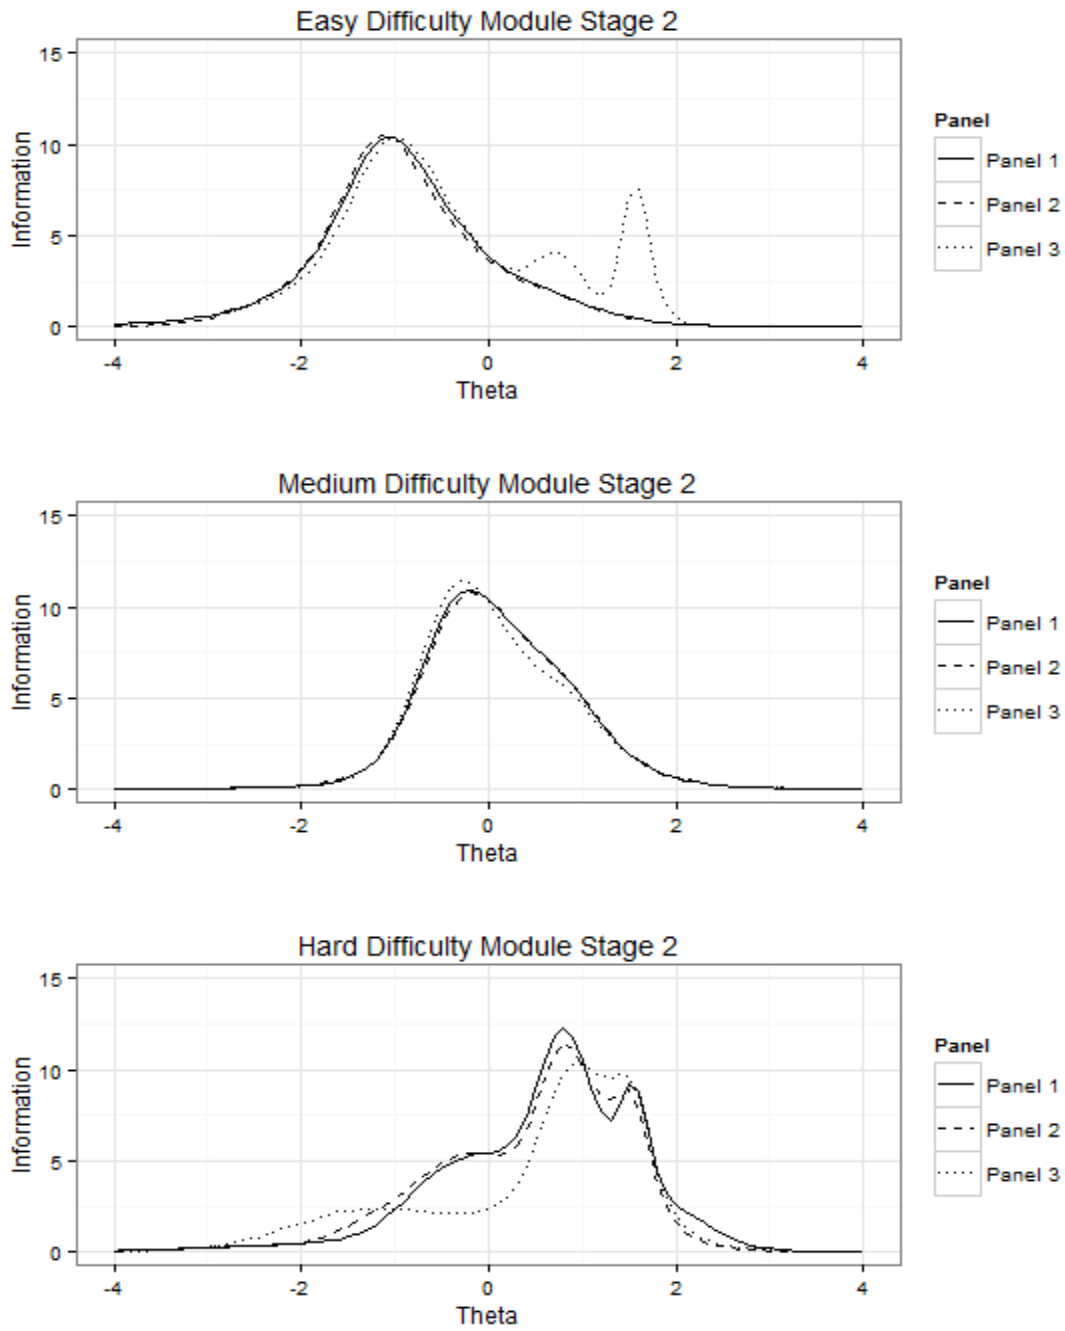 Easy Difficulty Module Stage 2
15
10
5
0
Information
-4 -2 0 2 4
Theta
Panel
Panel 1
Panel 2
Panel 3
Medium Difficulty Module Stage 2
15
10
5
0
Information
-4 -2 0 2 4
Theta
Panel
Panel 1
Panel 2
Panel 3
Hard Difficulty Module Stage 2
15
10
5
0
Information
-4 -2 0 2 4
Theta
Panel
Panel 1
Panel 2
Panel 3